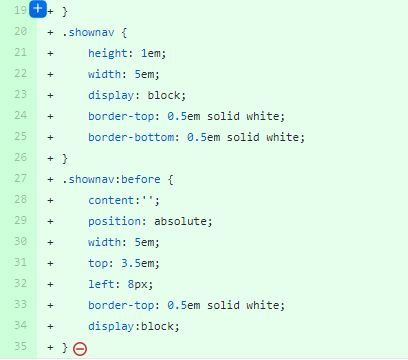 19 + }
20 + .shownav {
21 + height: 1em;
22 + width: 5em;
23 + display: block;
24 + border-top: 0.5em solid white;
25 + border-bottom: 0.5em solid white;
26 + }
27 + .shownav:before {
28 + content:'';
29 + position: absolute;
30 + width: 5em;
31 + top: 3.5em;
32 + left: 8px;
33 + border-top: 0.5em solid white;
34 + display:block;
35 + }